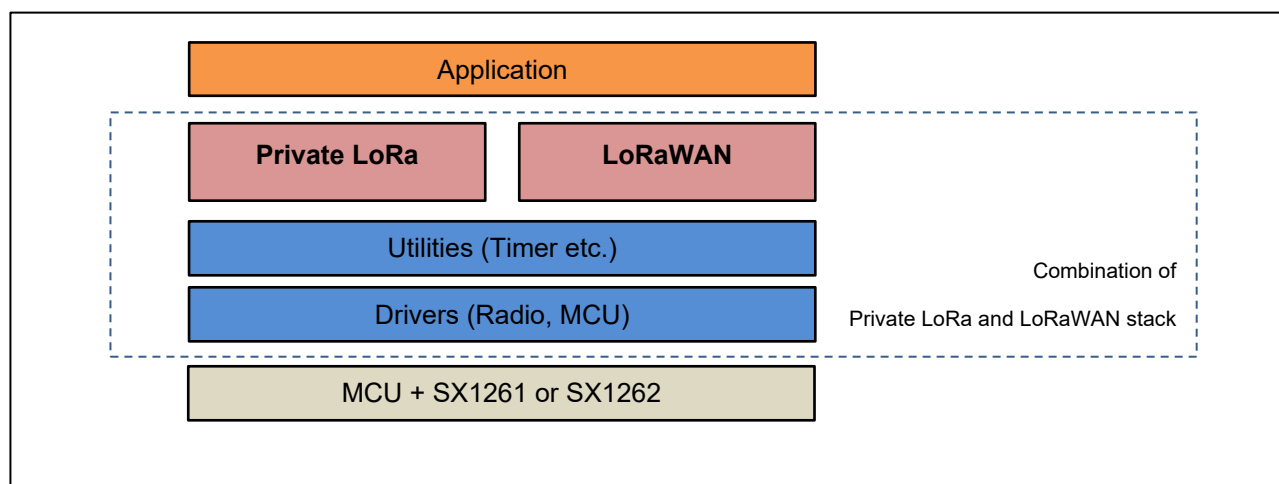 Application
Private LoRa
LoRaWAN
Utilities (Timer etc.)
Drivers (Radio, MCU)
Combination of
Private LoRa and LoRaWAN stack
MCU + SX1261 or SX1262